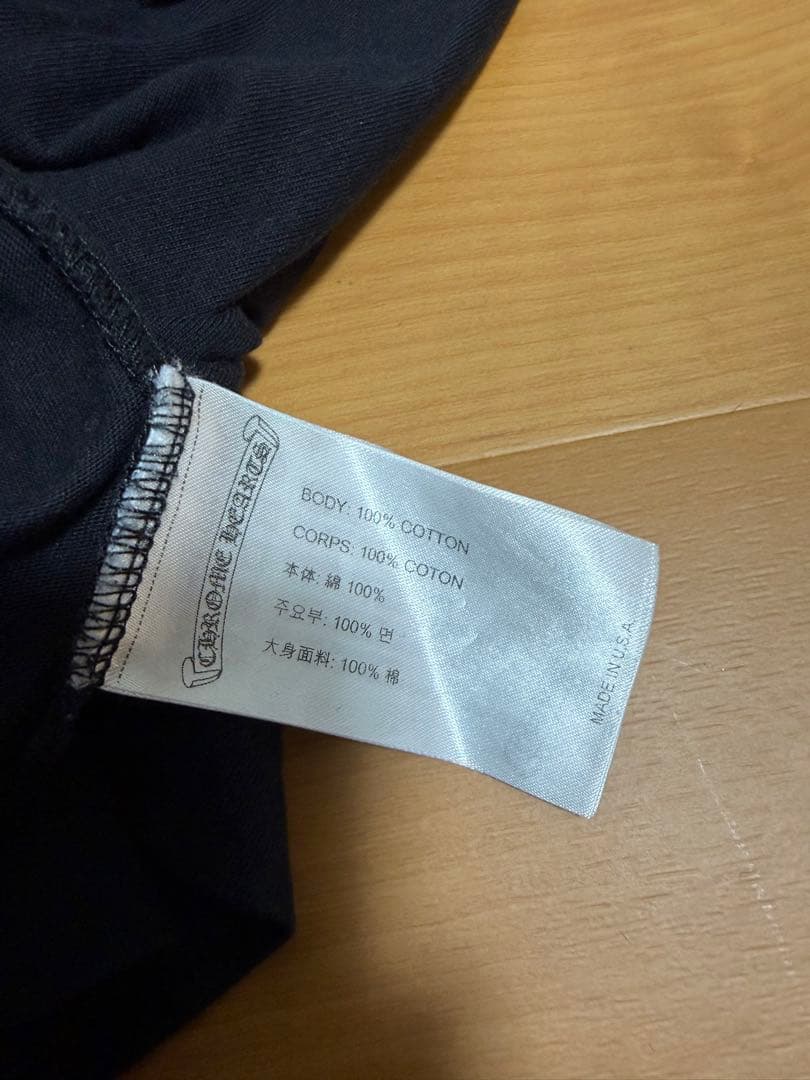 CHROME HEARTS
BODY: 100% COTTON
CORPS: 100% COTON
本体: 綿 100%
주요부: 100% 면
大身面料: 100% 棉
MADE IN U.S.A.